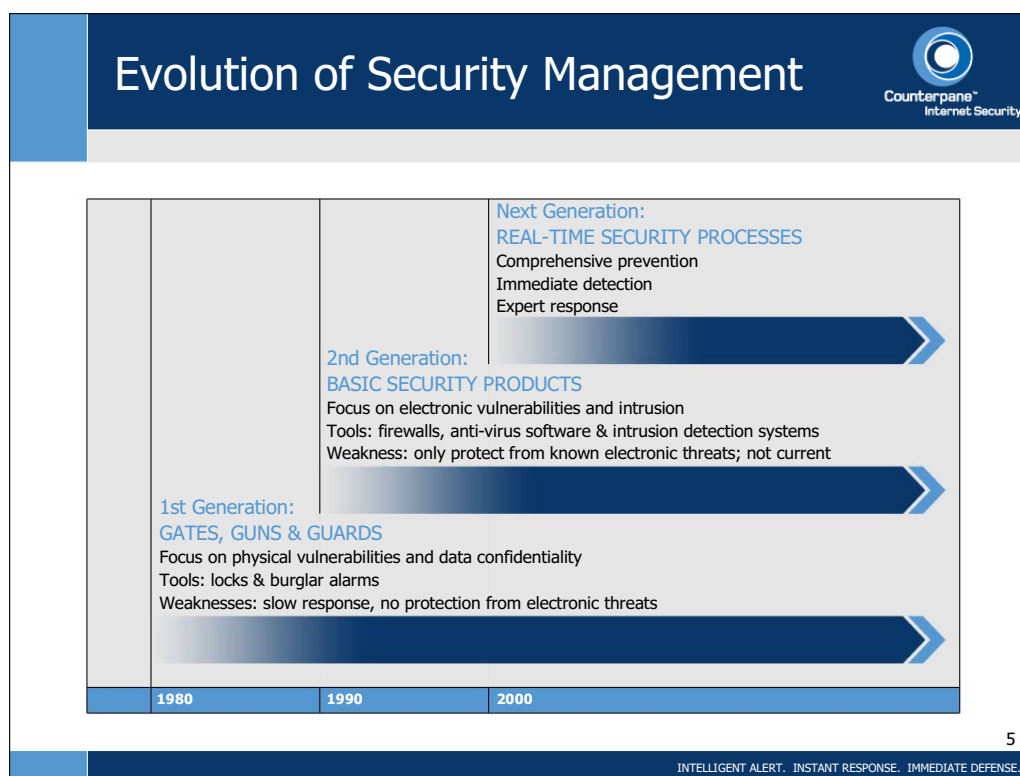 Evolution of Security Management
Counterpane™
Internet Security
Next Generation:
REAL-TIME SECURITY PROCESSES
Comprehensive prevention
Immediate detection
Expert response
2nd Generation:
BASIC SECURITY PRODUCTS
Focus on electronic vulnerabilities and intrusion
Tools: firewalls, anti-virus software & intrusion detection systems
Weakness: only protect from known electronic threats; not current
1st Generation:
GATES, GUNS & GUARDS
Focus on physical vulnerabilities and data confidentiality
Tools: locks & burglar alarms
Weaknesses: slow response, no protection from electronic threats
1980 1990 2000
5
INTELLIGENT ALERT. INSTANT RESPONSE. IMMEDIATE DEFENSE.